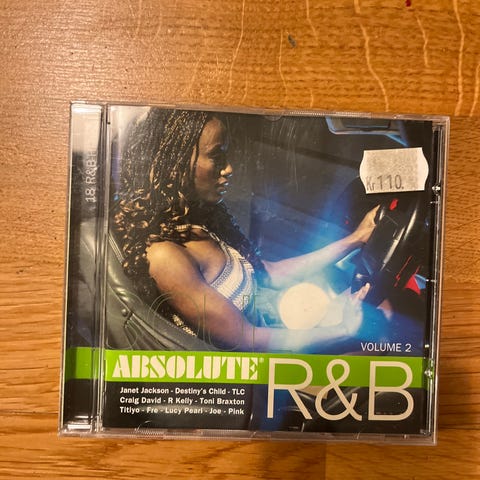 18 R&B
Kr 110.
VOLUME 2
ABSOLUTE®
R&B
Janet Jackson - Destiny's Child - TLC
Craig David - R Kelly - Toni Braxton
Titiyo - Fre - Lucy Pearl - Joe - Pink